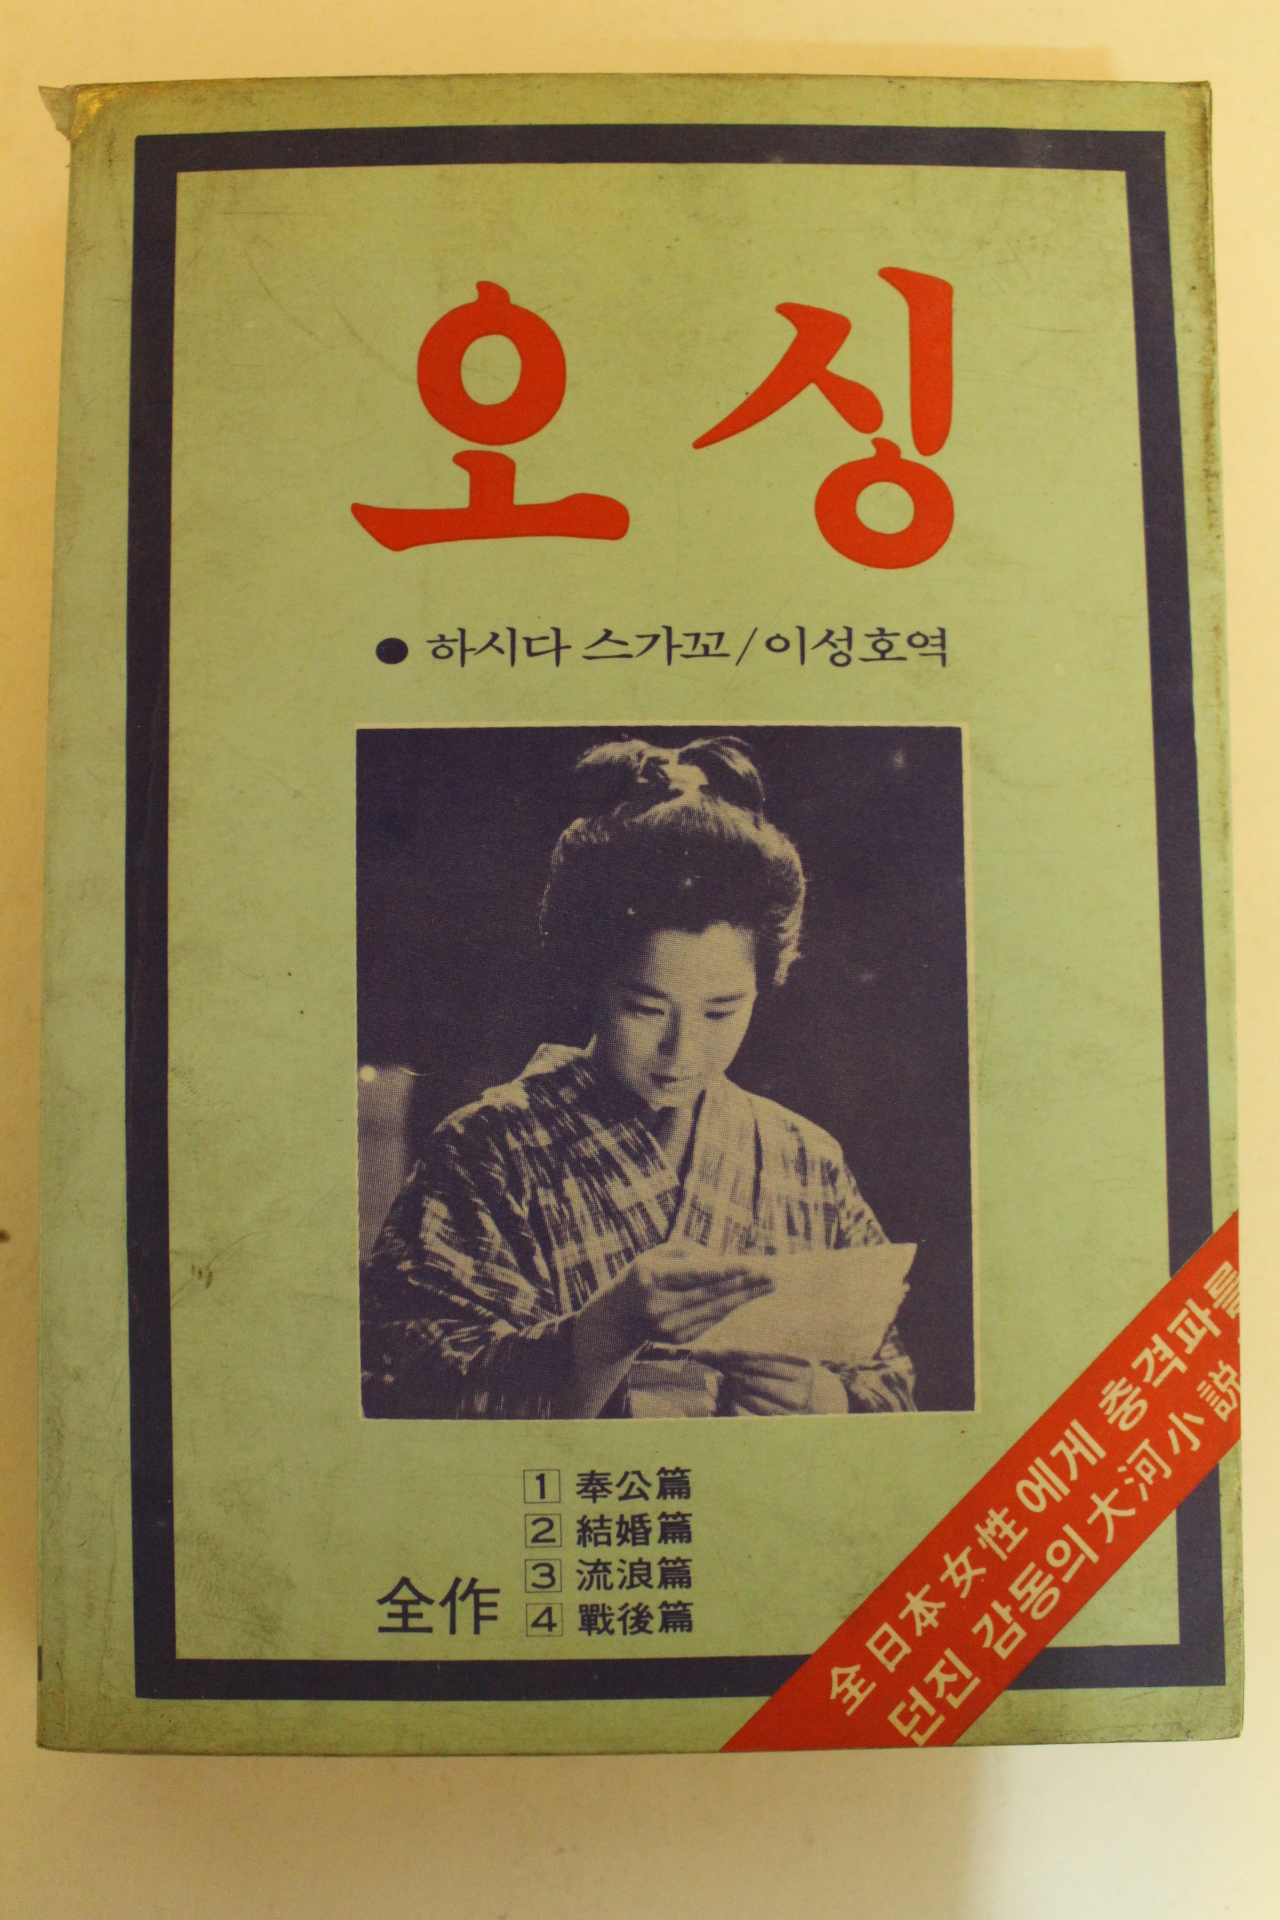 오싱
● 하시다 스가꼬/이성호역
1 奉公篇
2 結婚篇
3 流浪篇
全作 4 戰後篇
全日本女性에게 충격파를
던진 감동의 大河小說